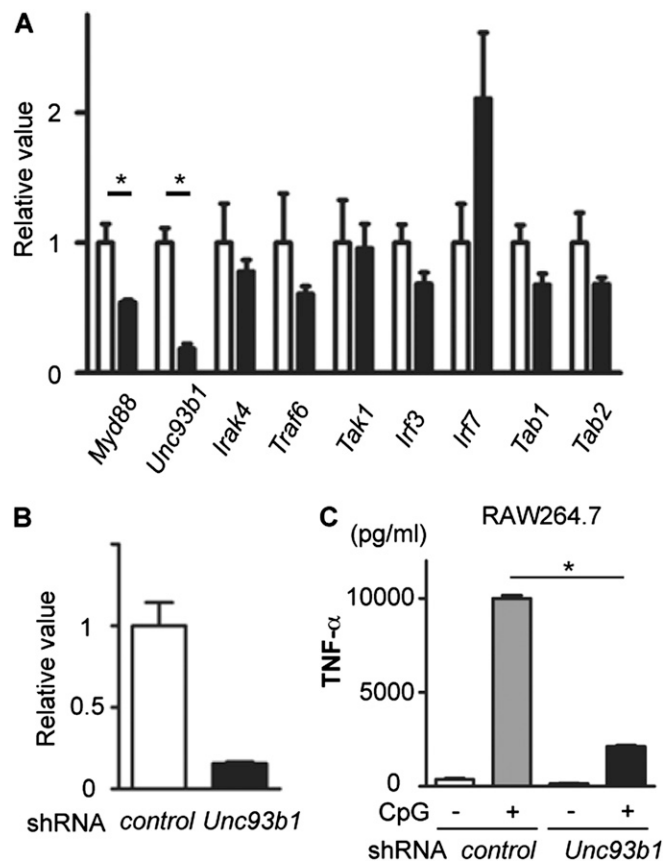 A
Relative value
2
1
0
* *
Myd88 Unc93b1 Irak4 Traf6 Tak1 Irf3 Irf7 Tab1 Tab2
B
Relative value
1
0.5
0
shRNA control Unc93b1
C
RAW264.7
(pg/ml)
TNF-α
10000
5000
0
*
CpG - + - +
shRNA control Unc93b1